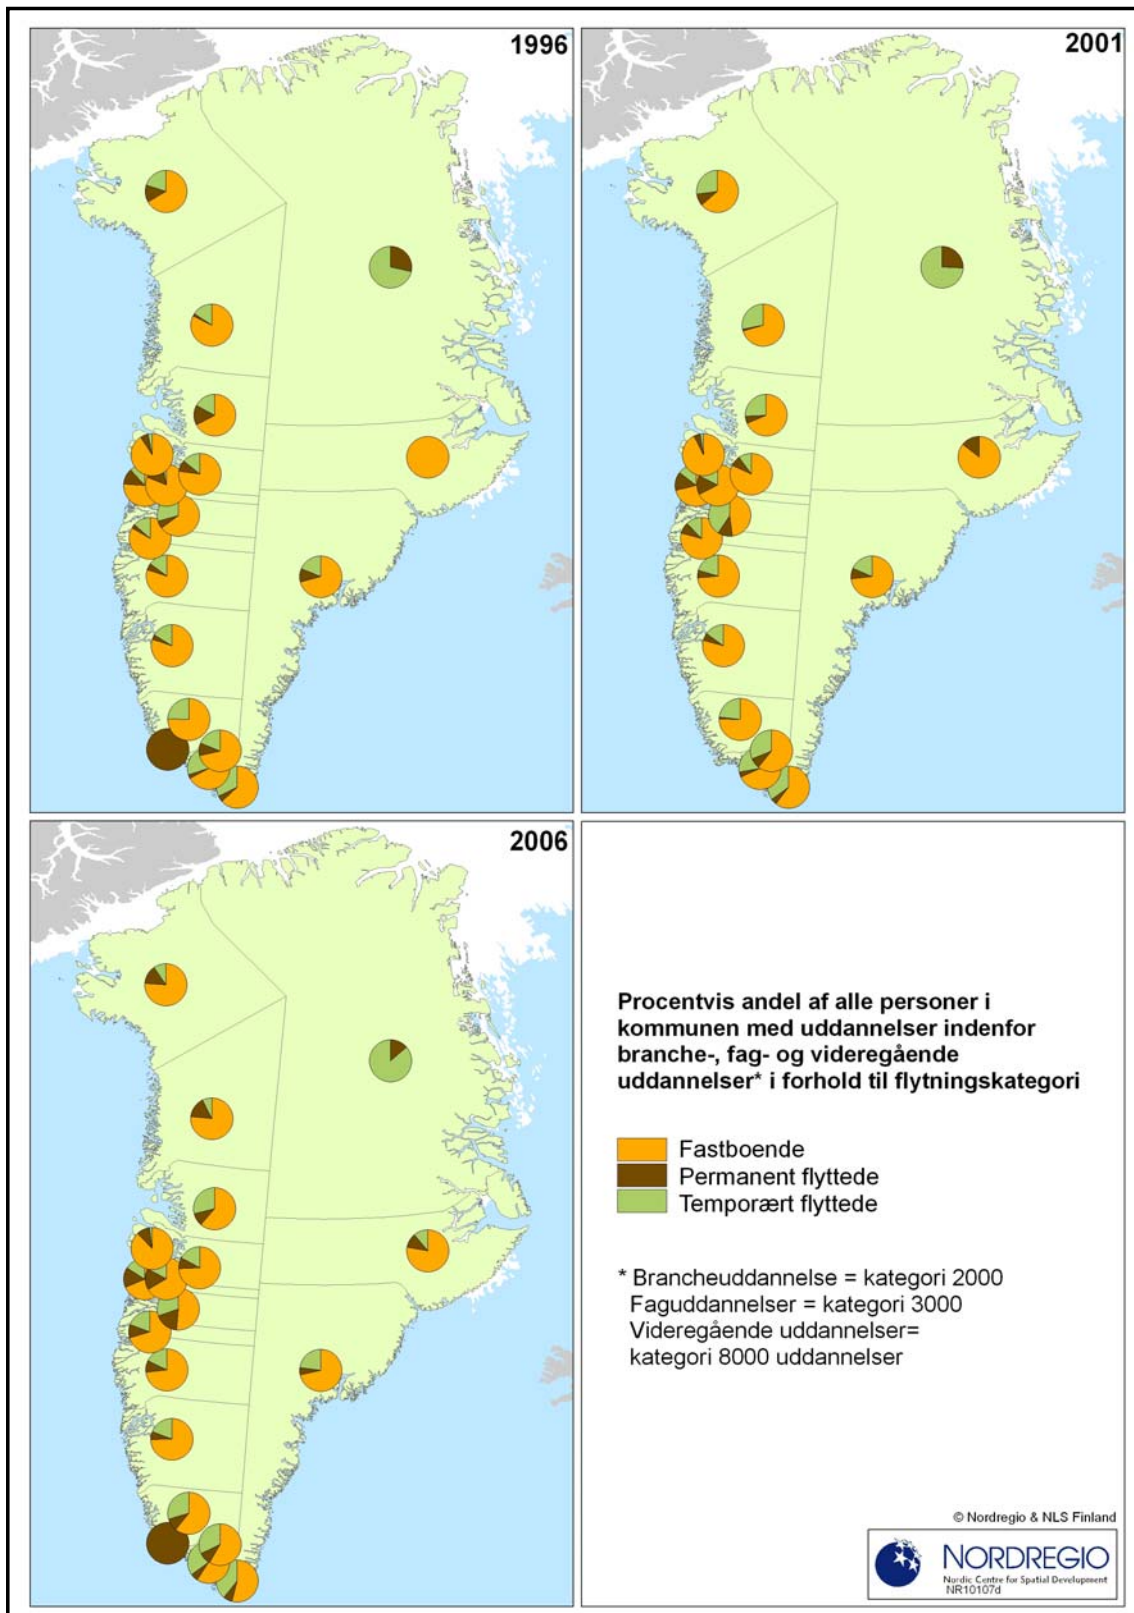 1996
2001
2006
Procentvis andel af alle personer i
kommunen med uddannelser indenfor
branche-, fag- og videregående
uddannelser* i forhold til flytningskategori
Fastboende
Permanent flyttede
Temporært flyttede
* Brancheuddannelse = kategori 2000
Faguddannelser = kategori 3000
Videregående uddannelser=
kategori 8000 uddannelser
© Nordregio & NLS Finland
NORDREGIO
Nordic Centre for Spatial Development
NR10107d